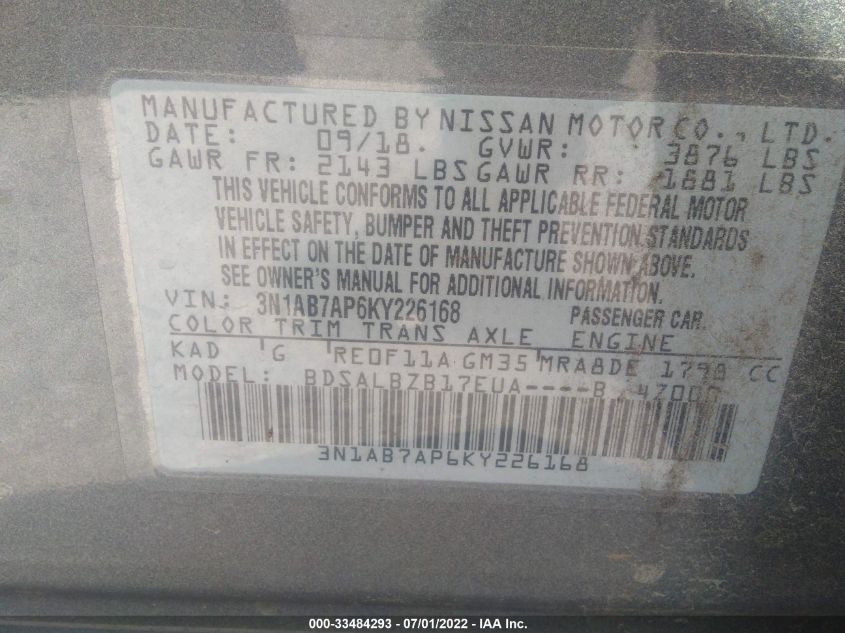 MANUFACTURED BY NISSAN MOTOR CO., LTD.
DATE: 09/18. GVWR: 3876 LBS
GAWR FR: 2143 LBS GAWR RR: 1881 LBS
THIS VEHICLE CONFORMS TO ALL APPLICABLE FEDERAL MOTOR
VEHICLE SAFETY, BUMPER AND THEFT PREVENTION STANDARDS
IN EFFECT ON THE DATE OF MANUFACTURE SHOWN ABOVE.
SEE OWNER'S MANUAL FOR ADDITIONAL INFORMATION.
VIN: 3N1AB7AP6KY226168 PASSENGER CAR
COLOR TRIM TRANS AXLE ENGINE
KAD G RE0F11A GM35 MRA8DE 1798 CC
MODEL: BDSALBZB17EUA----B
3N1AB7AP6KY226168
000-33484293 - 07/01/2022 - IAA Inc.